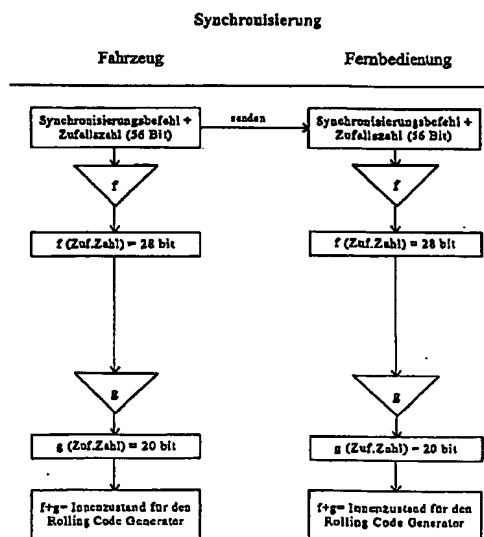 Synchronisierung
Fahrzeug
Fernbedienung
Synchronisierungsbefehl +
Zufallszahl (56 Bit)
senden
Synchronisierungsbefehl +
Zufallszahl (56 Bit)
f
f
f (Zuf.Zahl) = 28 bit
f (Zuf.Zahl) = 28 bit
g
g
g (Zuf.Zahl) = 20 bit
g (Zuf.Zahl) - 20 bit
f+g= Innenzustand für den
Rolling Code Generator
f+g= Innenzustand für den
Rolling Code Generator